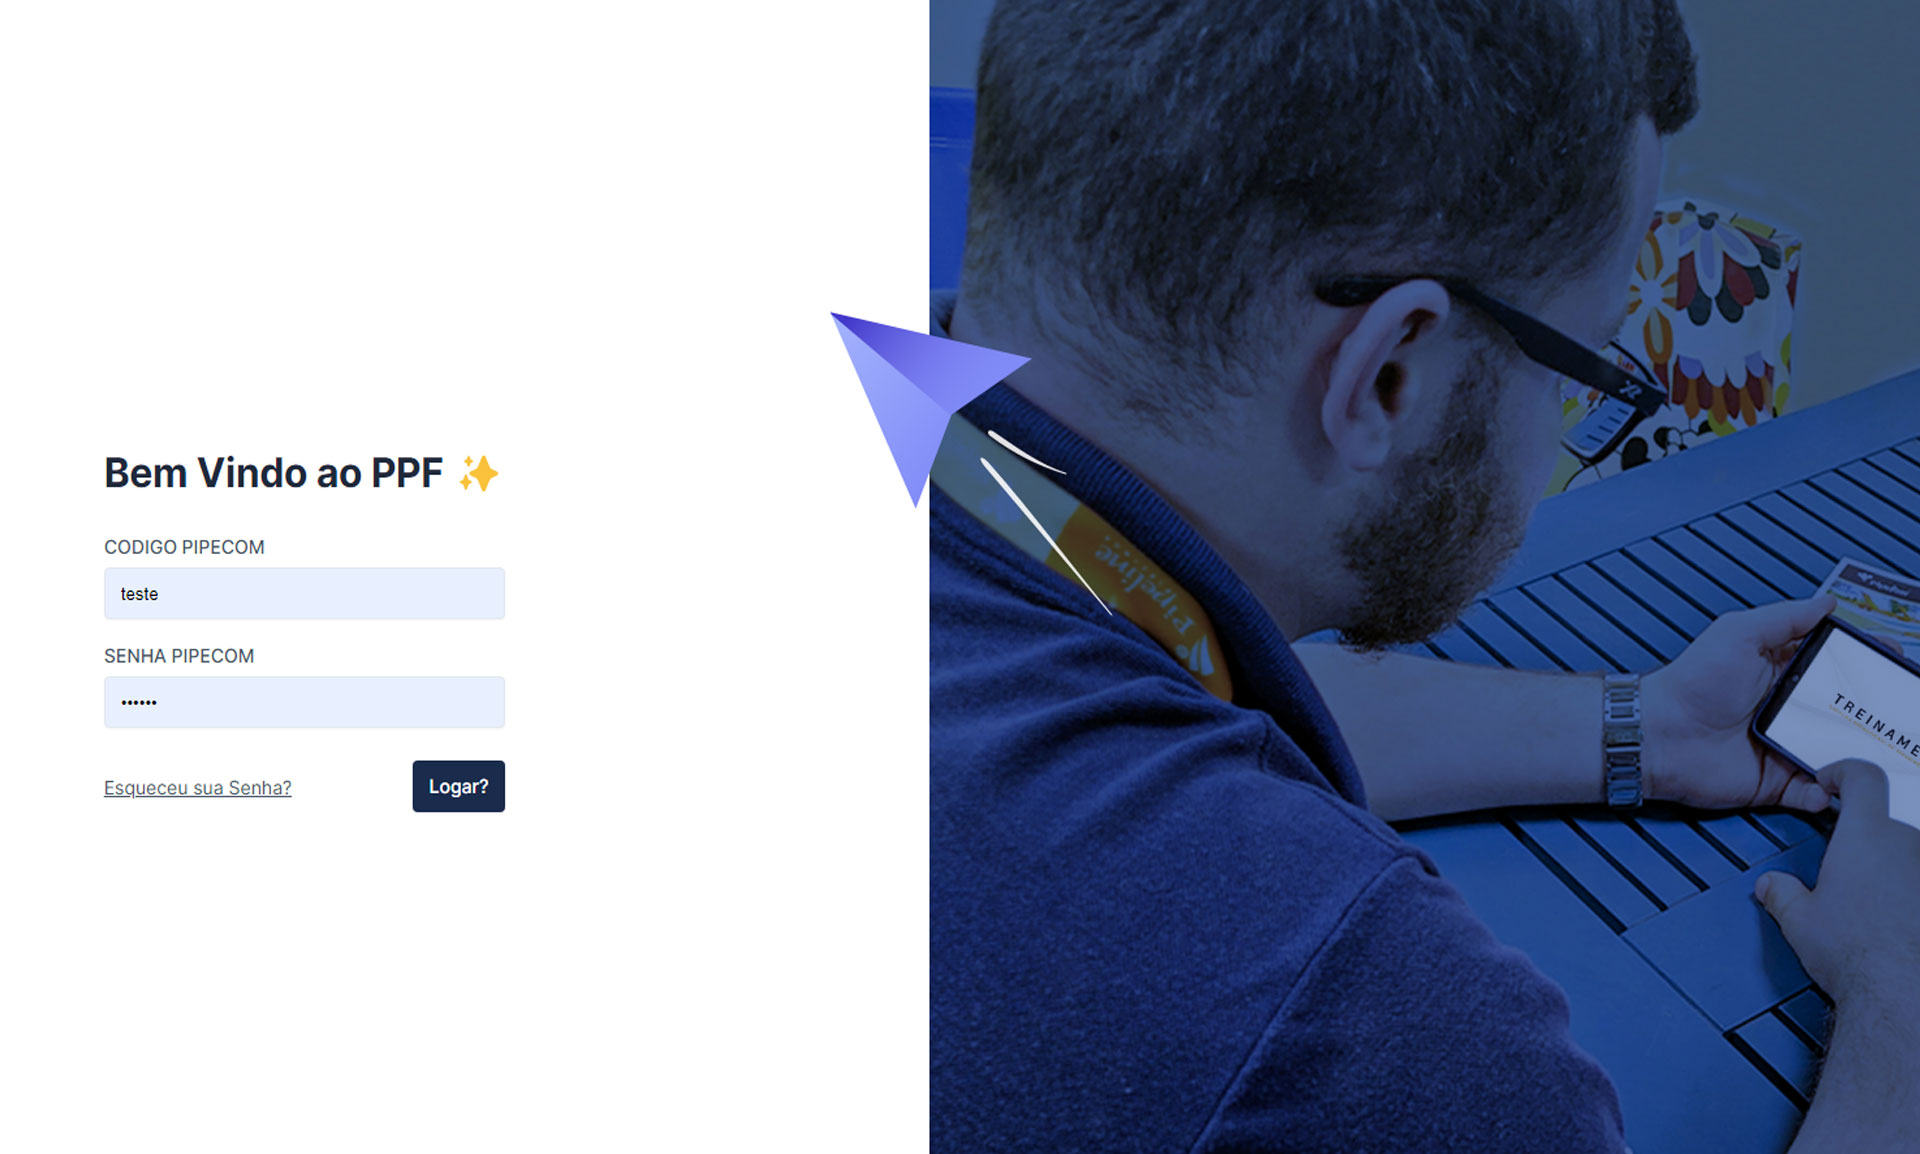 Bem Vindo ao PPF ✨
CODIGO PIPECOM
teste
SENHA PIPECOM
••••••
Esqueceu sua Senha?
Logar?
Pipeline
TREINAME